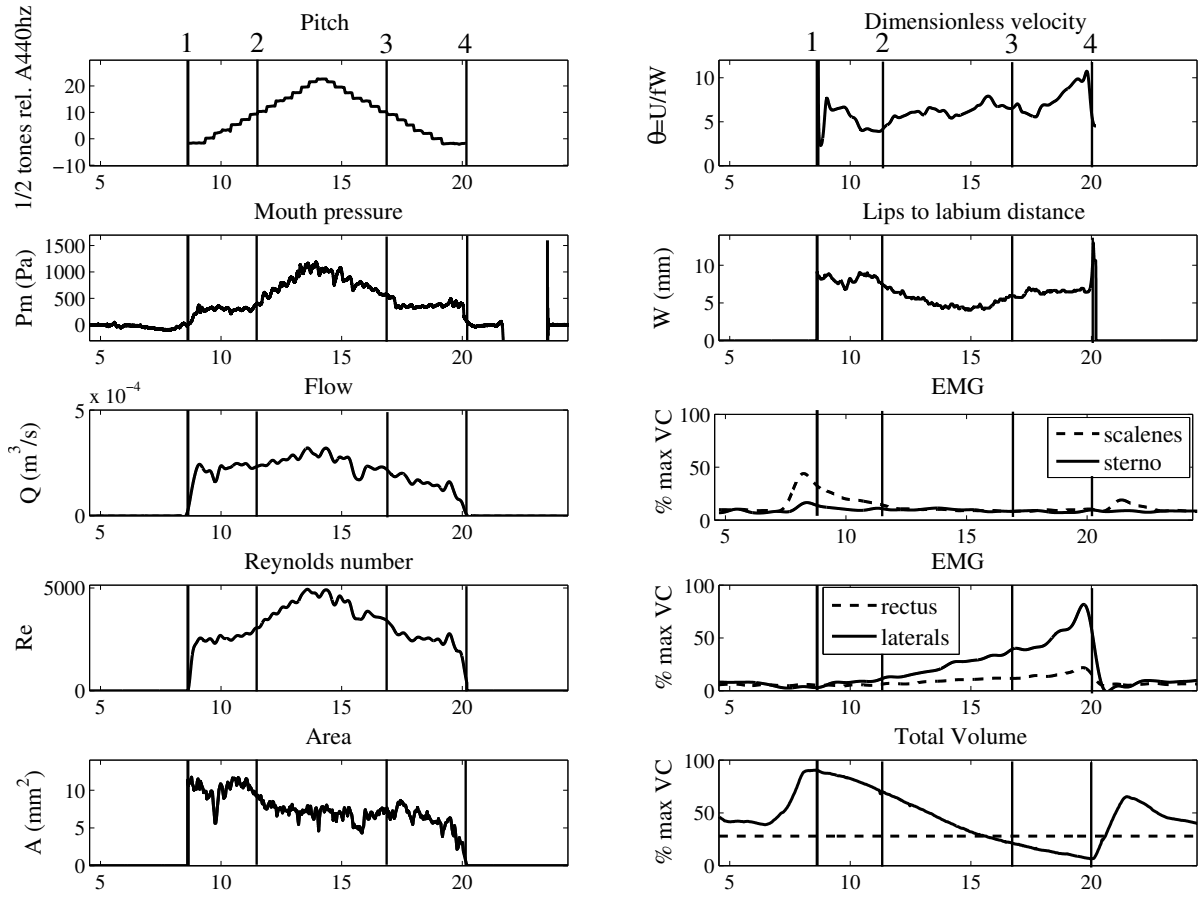 Pitch
1 2 3 4
1/2 tones rel. A440hz
20
10
0
−10
5 10 15 20
Mouth pressure
Pm (Pa)
1500
1000
500
0
5 10 15 20
Flow
x 10⁻⁴
Q (m³/s)
5
0
5 10 15 20
Reynolds number
Re
5000
0
5 10 15 20
Area
A (mm²)
10
5
0
5 10 15 20
Dimensionless velocity
1 2 3 4
θ=U/fW
10
5
0
5 10 15 20
Lips to labium distance
W (mm)
10
5
0
5 10 15 20
EMG
% max VC
100
50
0
scalenes
sterno
5 10 15 20
EMG
% max VC
100
50
0
rectus
laterals
5 10 15 20
Total Volume
% max VC
100
50
0
5 10 15 20